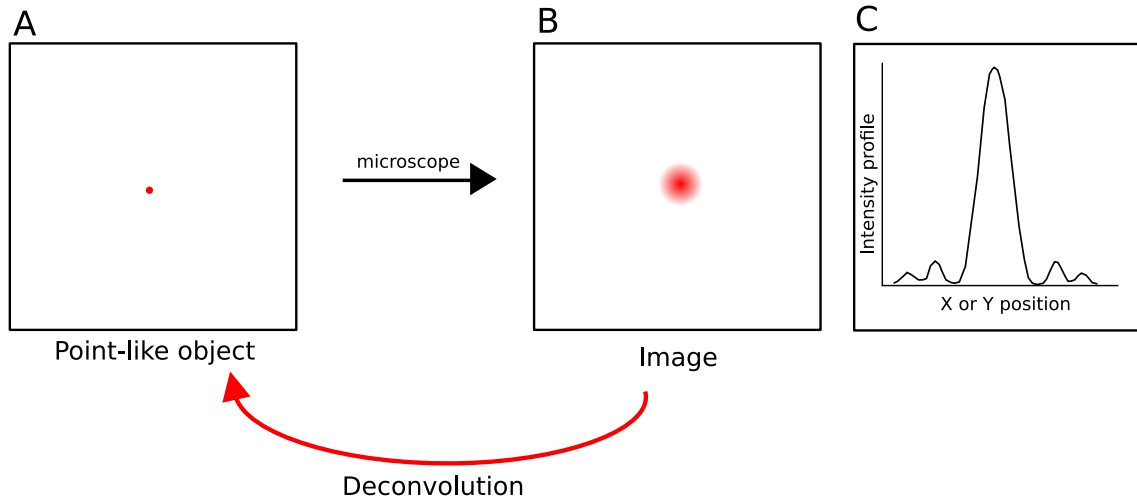 A
B
C
microscope
Intensity profile
X or Y position
Point-like object
Image
Deconvolution